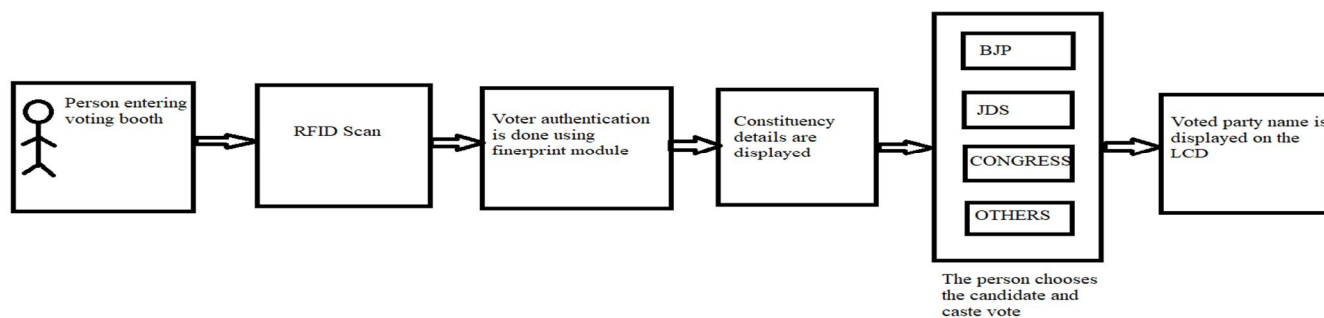 Person entering
voting booth
RFID Scan
Voter authentication
is done using
finerprint module
Constituency
details are
displayed
BJP
JDS
CONGRESS
OTHERS
The person chooses
the candidate and
caste vote
Voted party name is
displayed on the
LCD